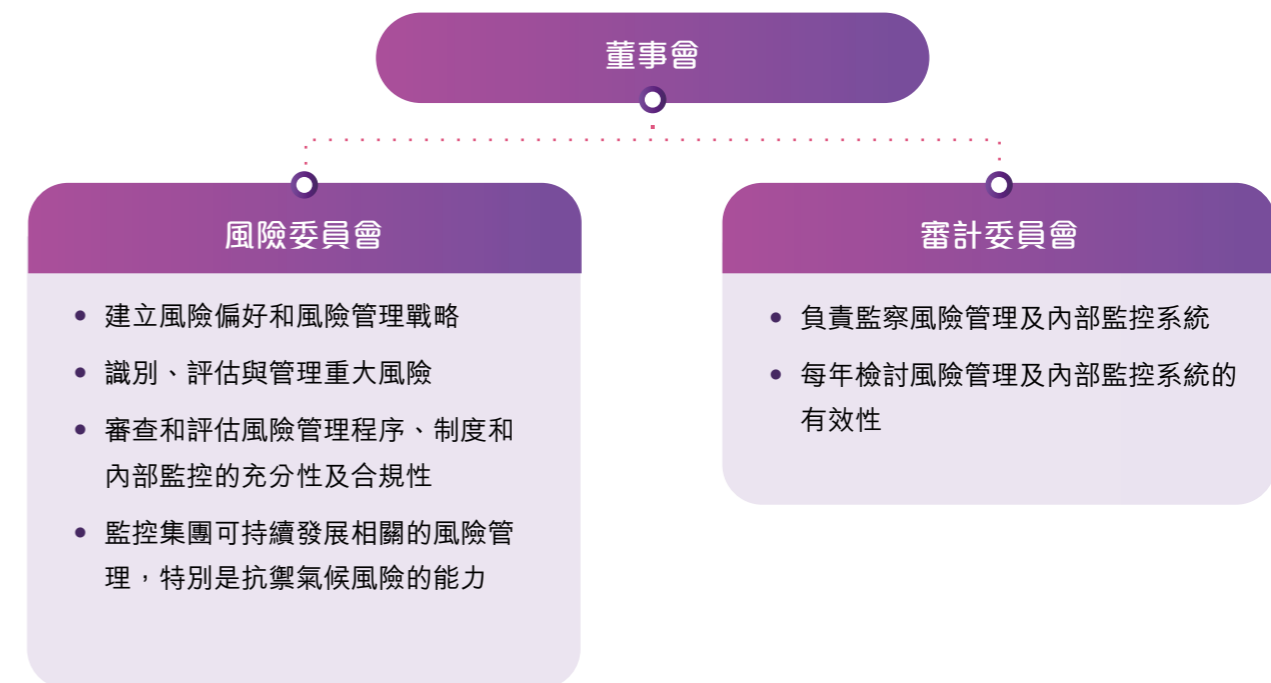 董事會
風險委員會
• 建立風險偏好和風險管理戰略
• 識別、評估與管理重大風險
• 審查和評估風險管理程序、制度和
內部監控的充分性及合規性
• 監控集團可持續發展相關的風險管
理，特別是抗禦氣候風險的能力
審計委員會
• 負責監察風險管理及內部監控系統
• 每年檢討風險管理及內部監控系統的
有效性